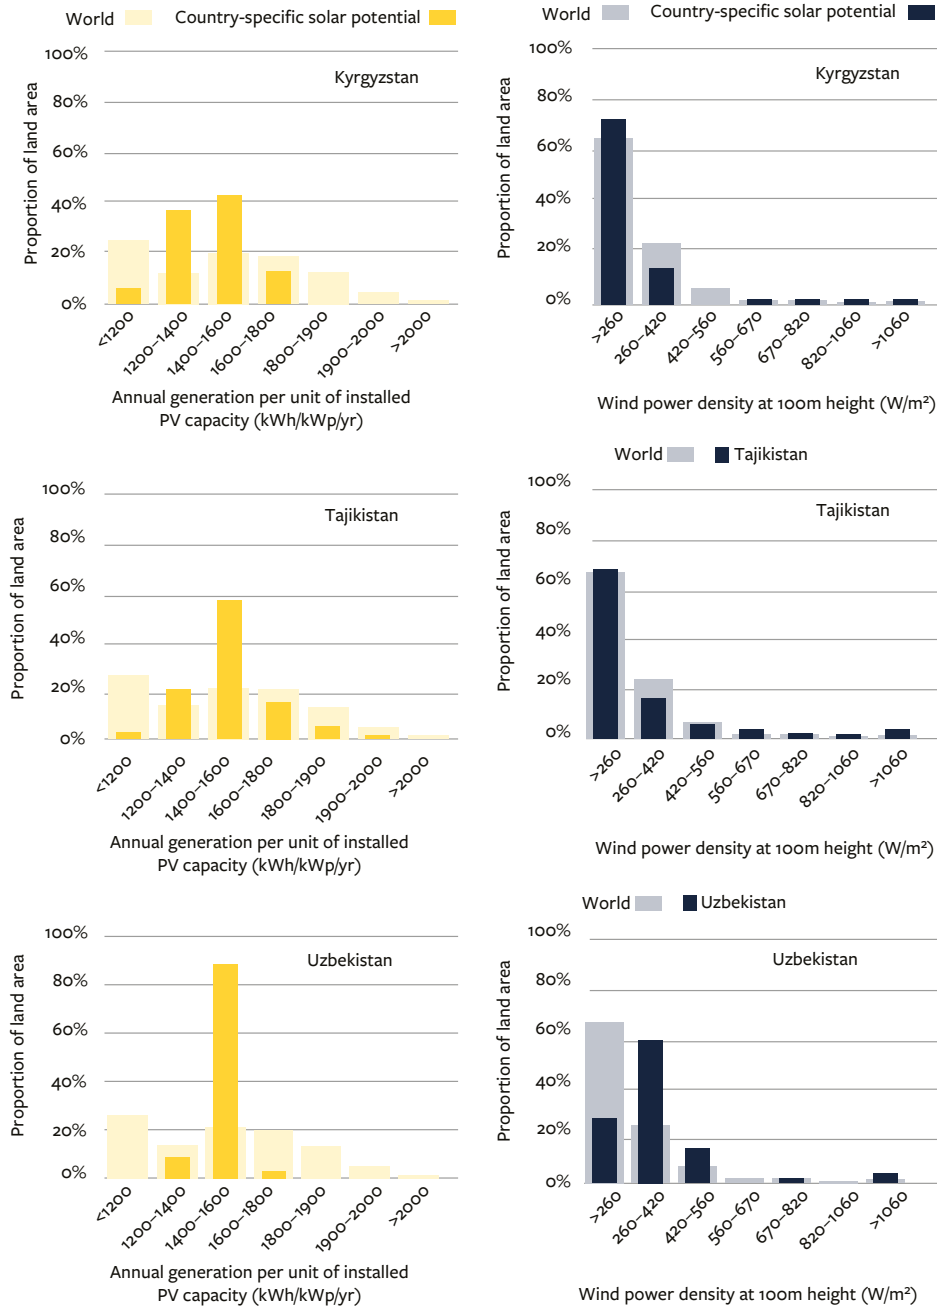 World
Country-specific solar potential
100%
80%
60%
40%
20%
0%
Proportion of land area
Kyrgyzstan
<1200
1200–1400
1400–1600
1600–1800
1800–1900
1900–2000
>2000
Annual generation per unit of installed
PV capacity (kWh/kWp/yr)
World
Country-specific solar potential
100%
80%
60%
40%
20%
0%
Proportion of land area
Kyrgyzstan
>260
260–420
420–560
560–670
670–820
820–1060
>1060
Wind power density at 100m height (W/m²)
100%
80%
60%
40%
20%
0%
Proportion of land area
Tajikistan
<1200
1200–1400
1400–1600
1600–1800
1800–1900
1900–2000
>2000
Annual generation per unit of installed
PV capacity (kWh/kWp/yr)
World
Tajikistan
100%
80%
60%
40%
20%
0%
Proportion of land area
Tajikistan
>260
260–420
420–560
560–670
670–820
820–1060
>1060
Wind power density at 100m height (W/m²)
100%
80%
60%
40%
20%
0%
Proportion of land area
Uzbekistan
<1200
1200–1400
1400–1600
1600–1800
1800–1900
1900–2000
>2000
Annual generation per unit of installed
PV capacity (kWh/kWp/yr)
World
Uzbekistan
100%
80%
60%
40%
20%
0%
Proportion of land area
Uzbekistan
>260
260–420
420–560
560–670
670–820
820–1060
>1060
Wind power density at 100m height (W/m²)